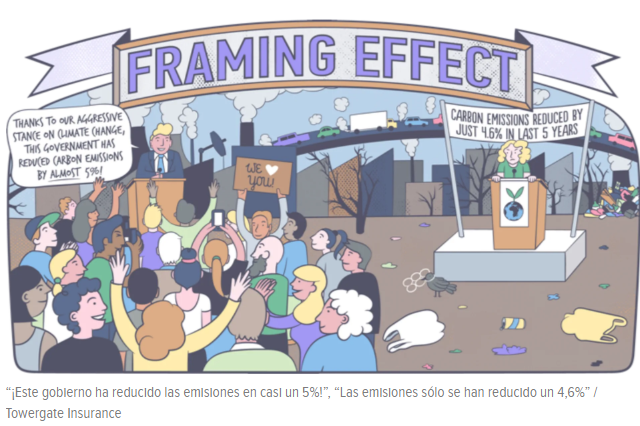 FRAMING EFFECT
THANKS TO OUR AGGRESSIVE
STANCE ON CLIMATE CHANGE,
THIS GOVERNMENT HAS
REDUCED CARBON EMISSIONS
BY ALMOST 5%!
WE ♥
YOU!
CARBON EMISSIONS REDUCED BY
JUST 4.6% IN LAST 5 YEARS
“¡Este gobierno ha reducido las emisiones en casi un 5%!”, “Las emisiones sólo se han reducido un 4,6%” /
Towergate Insurance